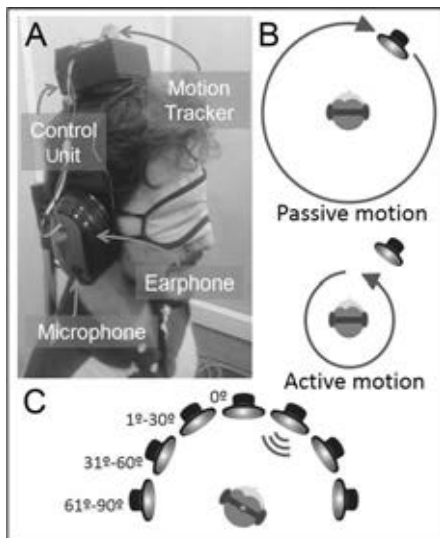 A
Motion
Tracker
Control
Unit
Earphone
Microphone
B
Passive motion
Active motion
C
0º
1º-30º
31º-60º
61º-90º